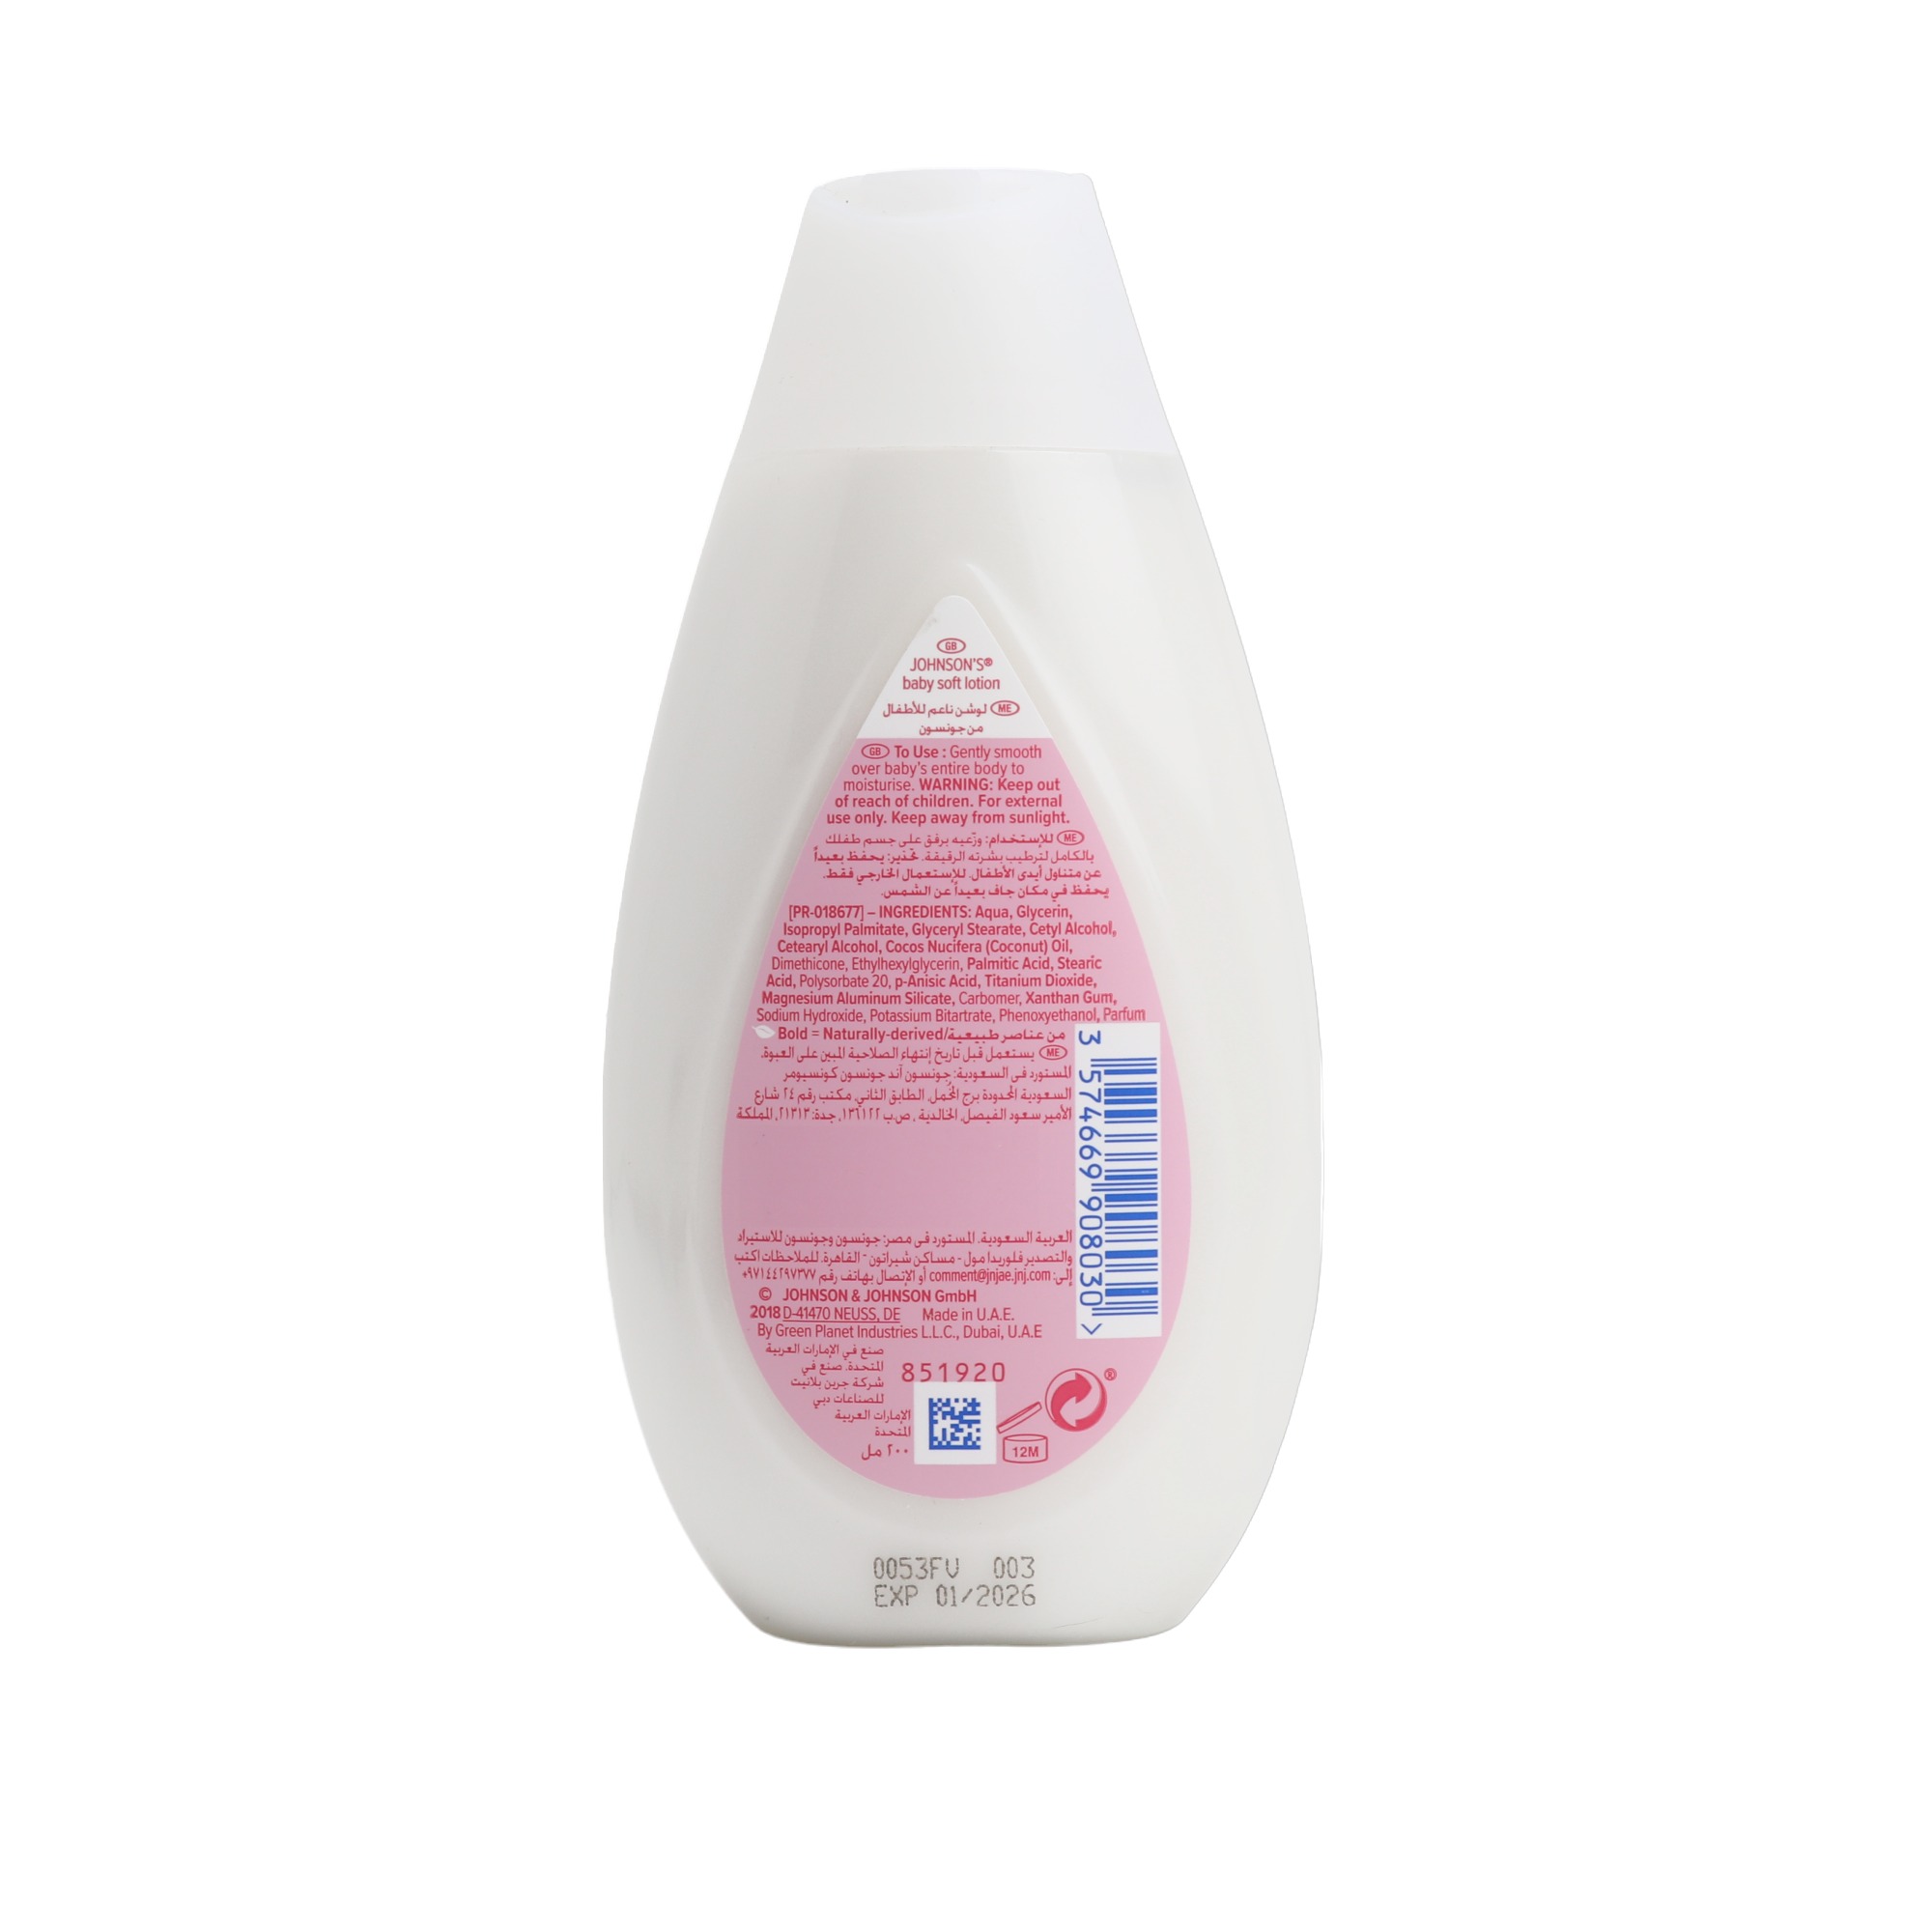 GB
JOHNSON'S®
baby soft lotion
ME لوشن ناعم للأطفال
من جونسون
GB To Use : Gently smooth
over baby's entire body to
moisturise. WARNING: Keep out
of reach of children. For external
use only. Keep away from sunlight.
ME للإستخدام: وزّعيه برفق على جسم طفلك
بالكامل لترطيب بشرته الرقيقة. تحذير: يحفظ بعيداً
عن متناول أيدى الأطفال. للإستعمال الخارجي فقط.
يحفظ في مكان جاف بعيداً عن الشمس.
[PR-018677] – INGREDIENTS: Aqua, Glycerin,
Isopropyl Palmitate, Glyceryl Stearate, Cetyl Alcohol,
Cetearyl Alcohol, Cocos Nucifera (Coconut) Oil,
Dimethicone, Ethylhexylglycerin, Palmitic Acid, Stearic
Acid, Polysorbate 20, p-Anisic Acid, Titanium Dioxide,
Magnesium Aluminum Silicate, Carbomer, Xanthan Gum,
Sodium Hydroxide, Potassium Bitartrate, Phenoxyethanol, Parfum
Bold = Naturally-derived/من عناصر طبيعية
ME يستعمل قبل تاريخ إنتهاء الصلاحية المبين على العبوة.
المستورد فى السعودية: جونسون آند جونسون كونسيومر
السعودية المحدودة برج المُخمل, الطابق الثاني, مكتب رقم ٢٤ شارع
الأمير سعود الفيصل, الخالدية , ص.ب ١٣٦١٢٢, جدة: ٢١٣١٣, المملكة
العربية السعودية. المستورد فى مصر: جونسون وجونسون للاستيراد
والتصدير فلوريدا مول - مساكن شيراتون - القاهرة. للملاحظات اكتب
إلى: comment@jnjae.jnj.com أو الإتصال بهاتف رقم ٩٧١٤٤٢٩٧٣٧٧+
3 574669 908030 >
© JOHNSON & JOHNSON GmbH
2018 D-41470 NEUSS, DE Made in U.A.E.
By Green Planet Industries L.L.C., Dubai, U.A.E
صنع في الإمارات العربية
المتحدة. صنع في
شركة جرين بلانيت
للصناعات دبي
الإمارات العربية
المتحدة
٢٠٠ مل
851920
®
12M
0053FV 003
EXP 01/2026